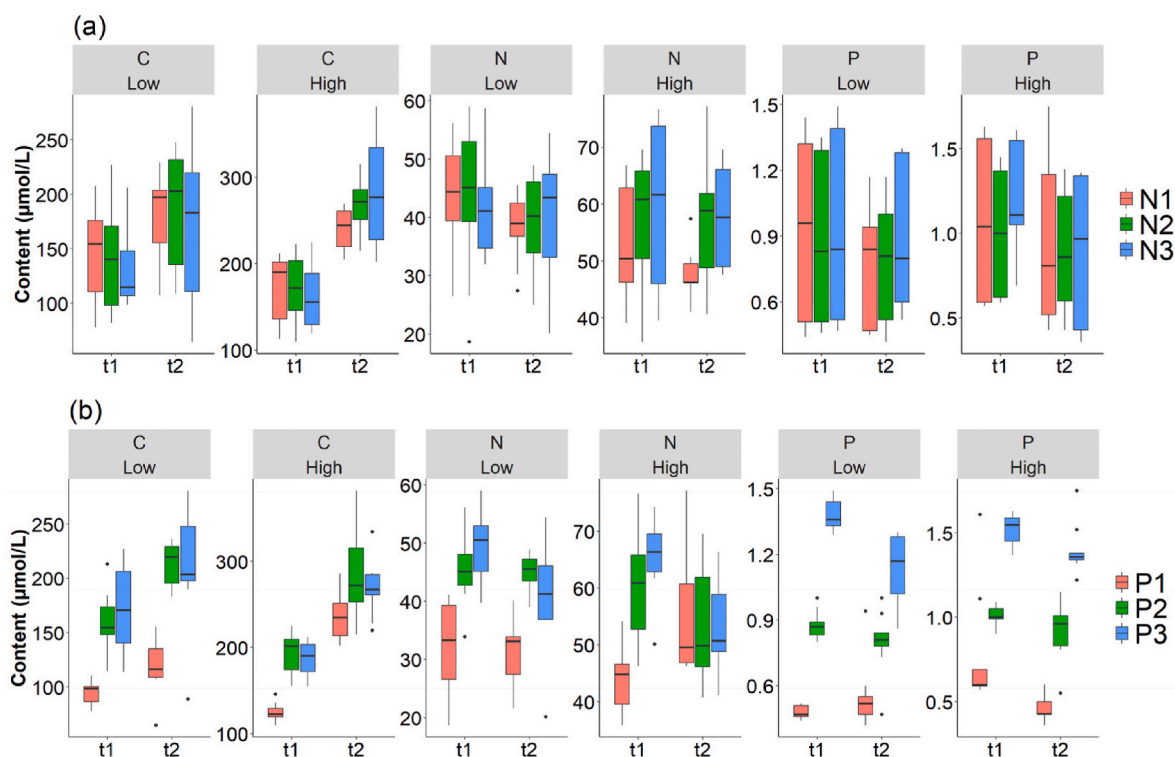 (a)
C C N N P P
Low High Low High Low High
Content (μmol/L)
250 200 150 100
300 200 100
60 50 40 30 20
70 60 50 40
1.5 1.2 0.9 0.6
1.5 1.0 0.5
t1 t2 t1 t2 t1 t2 t1 t2 t1 t2 t1 t2
N1
N2
N3
(b)
C C N N P P
Low High Low High Low High
Content (μmol/L)
250 200 150 100
300 200 100
60 50 40 30 20
70 60 50 40
1.5 1.2 0.9 0.6
1.5 1.0 0.5
t1 t2 t1 t2 t1 t2 t1 t2 t1 t2 t1 t2
P1
P2
P3